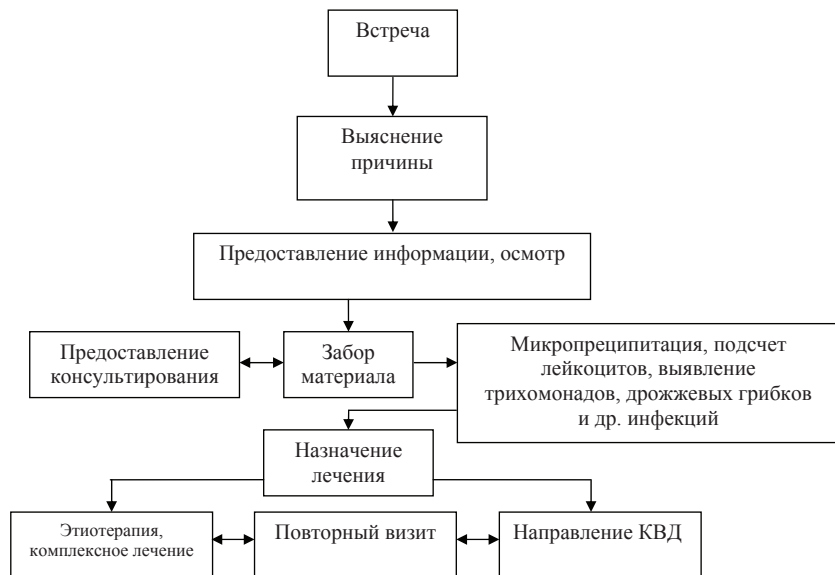 Встреча
Выяснение
причины
Предоставление информации, осмотр
Предоставление
консультирования
Забор
материала
Микропреципитация, подсчет
лейкоцитов, выявление
трихомонадов, дрожжевых грибков
и др. инфекций
Назначение
лечения
Этиотерапия,
комплексное лечение
Повторный визит
Направление КВД